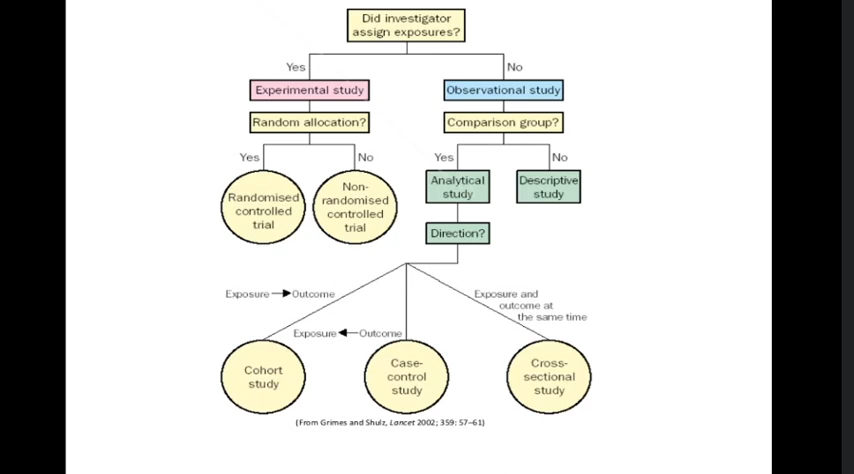 Did investigator
assign exposures?
Yes
No
Experimental study
Observational study
Random allocation?
Comparison group?
Yes
No
Yes
No
Randomised
controlled
trial
Non-
randomised
controlled
trial
Analytical
study
Descriptive
study
Direction?
Exposure
Outcome
Exposure and
outcome at
the same time
Exposure
Outcome
Cohort
study
Case-
control
study
Cross-
sectional
study
(From Grimes and Shulz, Lancet 2002; 359: 57–61)